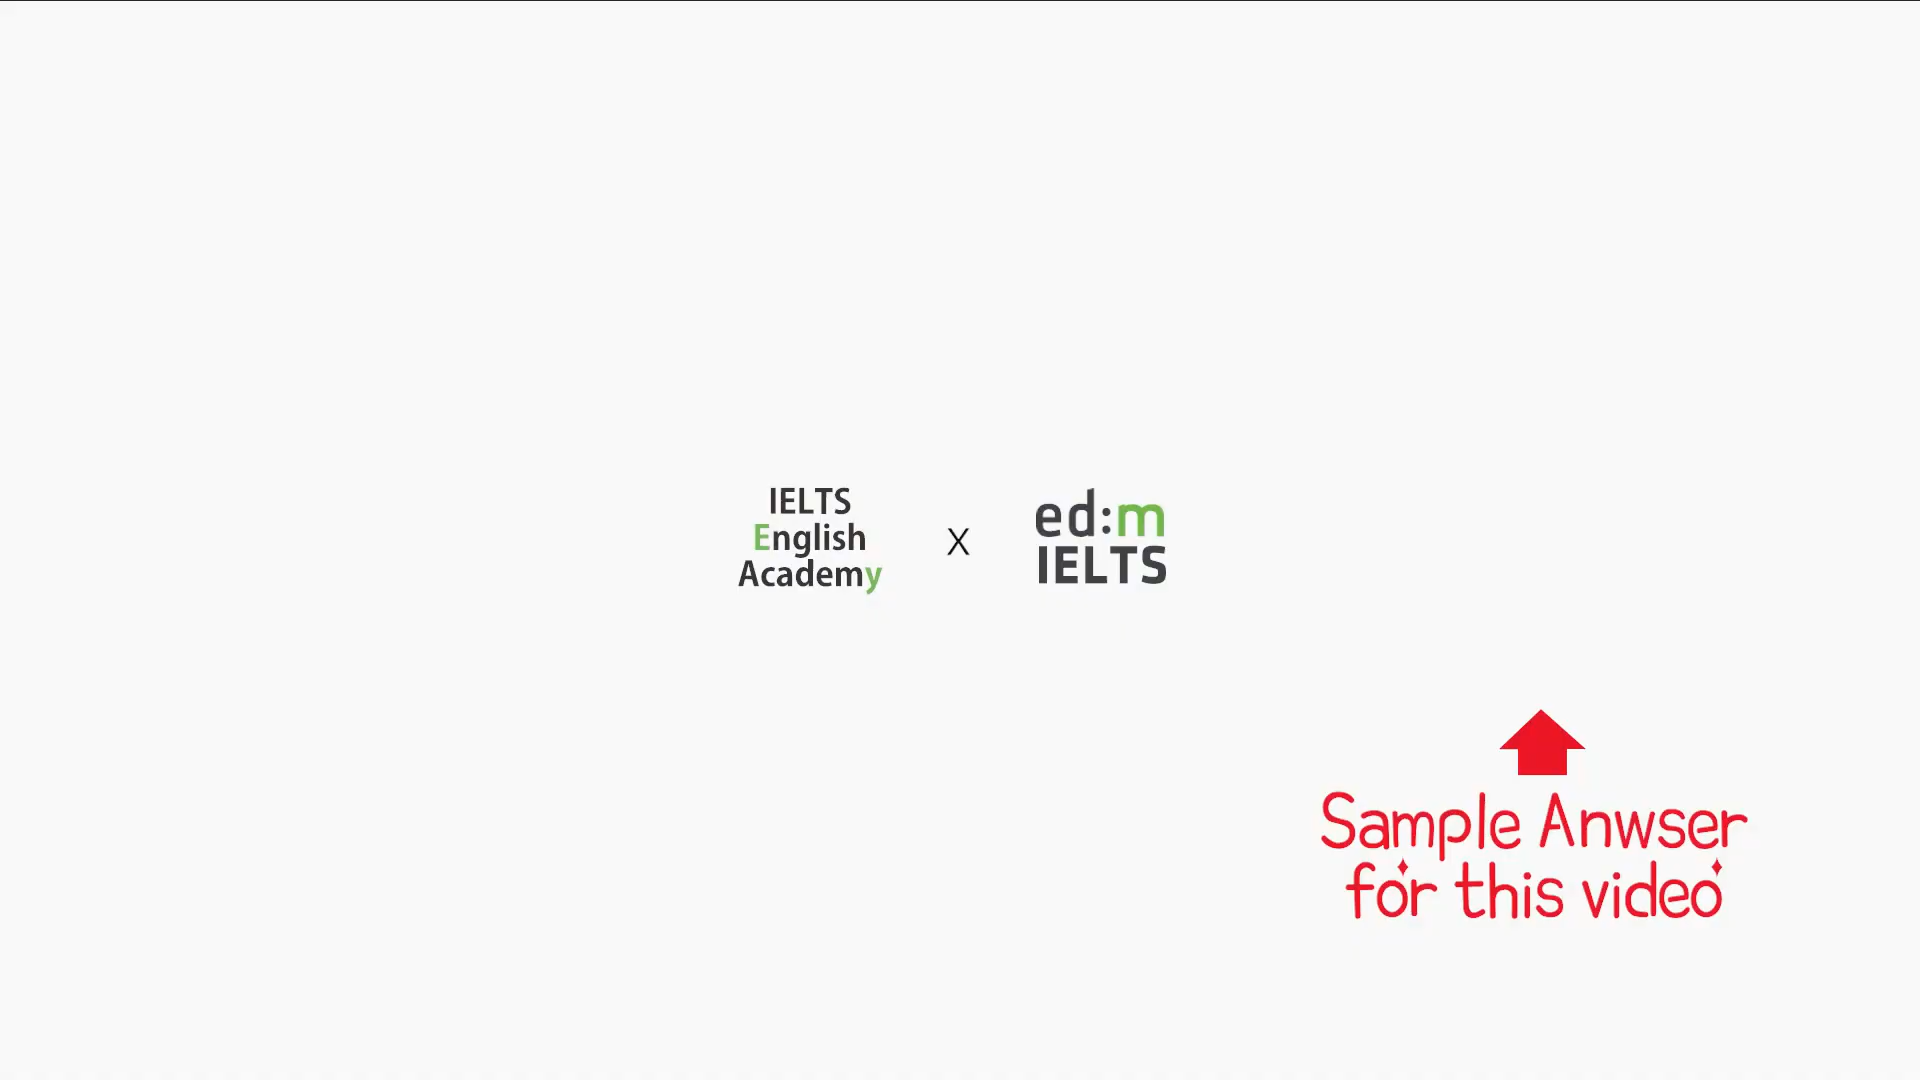 IELTS
English
Academy
X
ed:m
IELTS
Sample Anwser
for this video